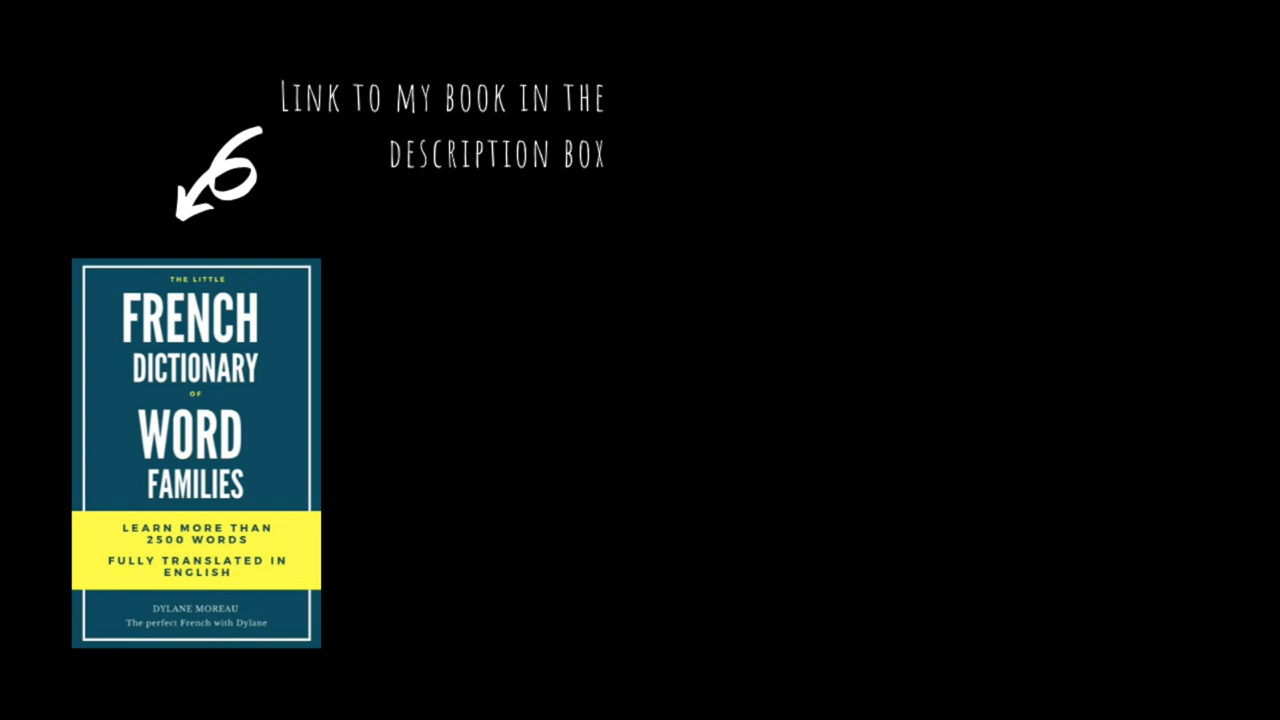 LINK TO MY BOOK IN THE
DESCRIPTION BOX
THE LITTLE
FRENCH
DICTIONARY
OF
WORD
FAMILIES
LEARN MORE THAN
2500 WORDS
FULLY TRANSLATED IN
ENGLISH
DYLANE MOREAU
The perfect French with Dylane